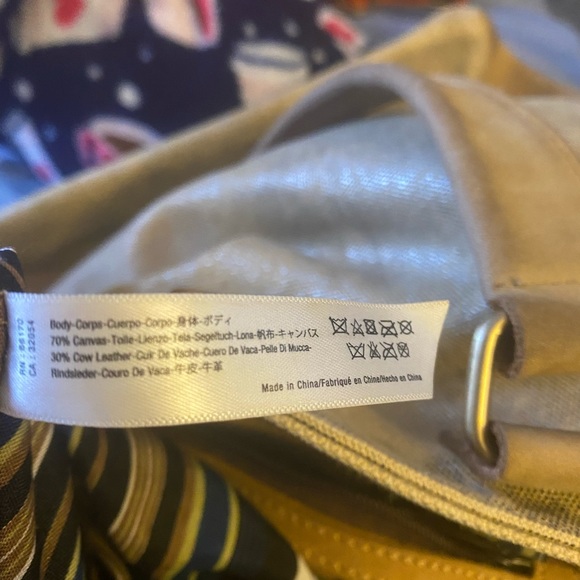 RN : 56170
CA : 32054
Body-Corps-Cuerpo-Corpo-身体-ボディ
70% Canvas-Toile-Lienzo-Tela-Segeltuch-Lona-帆布-キャンバス
30% Cow Leather-Cuir De Vache-Cuero De Vaca-Pelle Di Mucca-
Rindsleder-Couro De Vaca-牛皮-牛革
Made in China/Fabriqué en Chine/Hecho en China